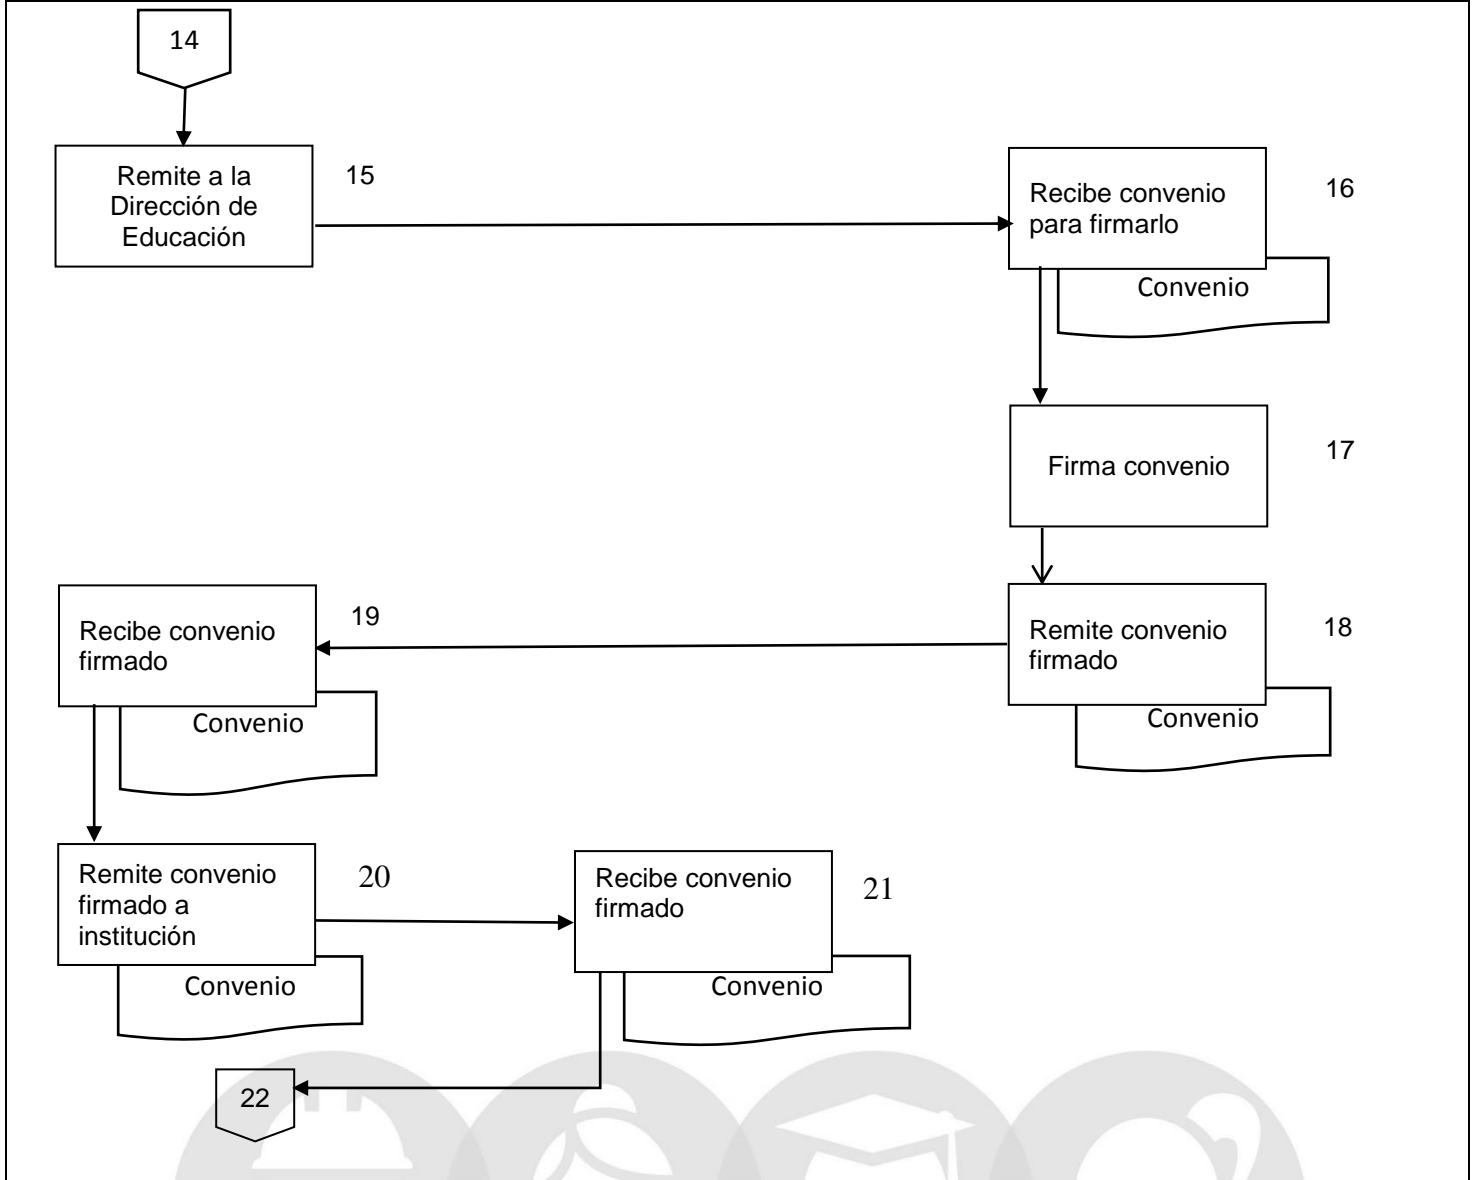 14
Remite a la
Dirección de
Educación
15
Recibe convenio
para firmarlo
16
Convenio
Firma convenio
17
Recibe convenio
firmado
19
Remite convenio
firmado
18
Convenio
Convenio
Remite convenio
firmado a
institución
20
Recibe convenio
firmado
21
Convenio
Convenio
22